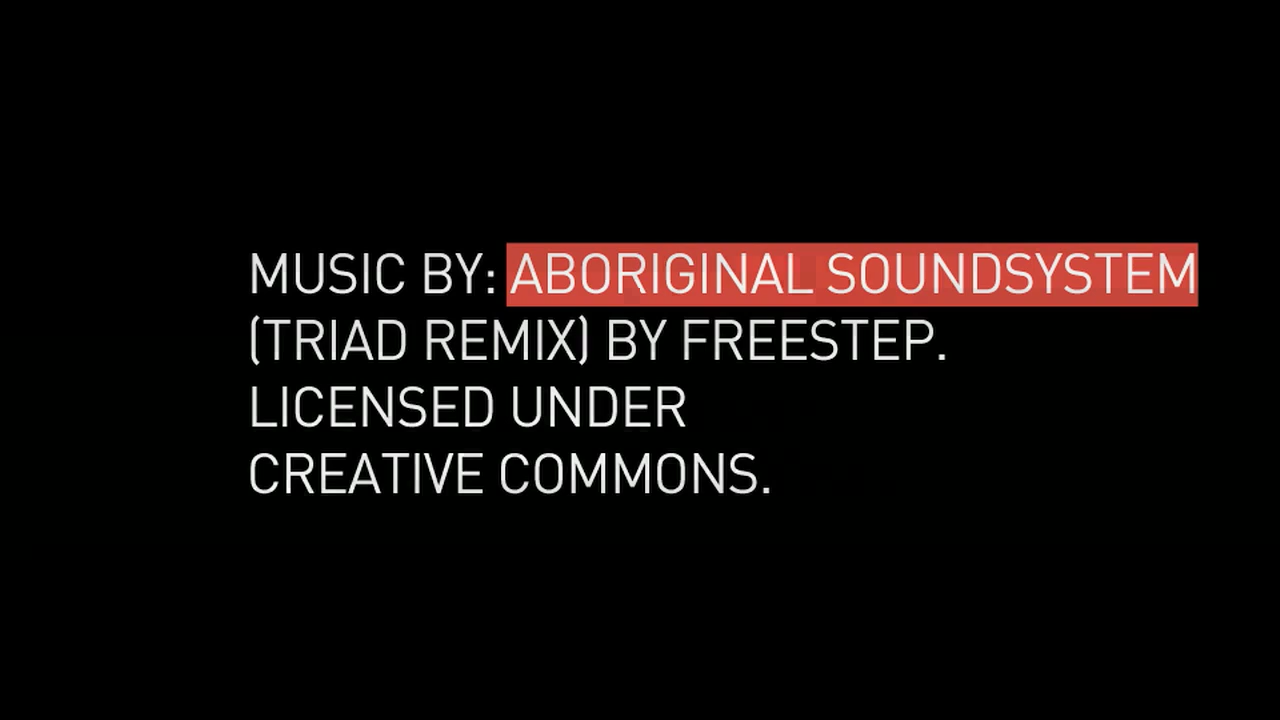 MUSIC BY: ABORIGINAL SOUNDSYSTEM
(TRIAD REMIX) BY FREESTEP.
LICENSED UNDER
CREATIVE COMMONS.